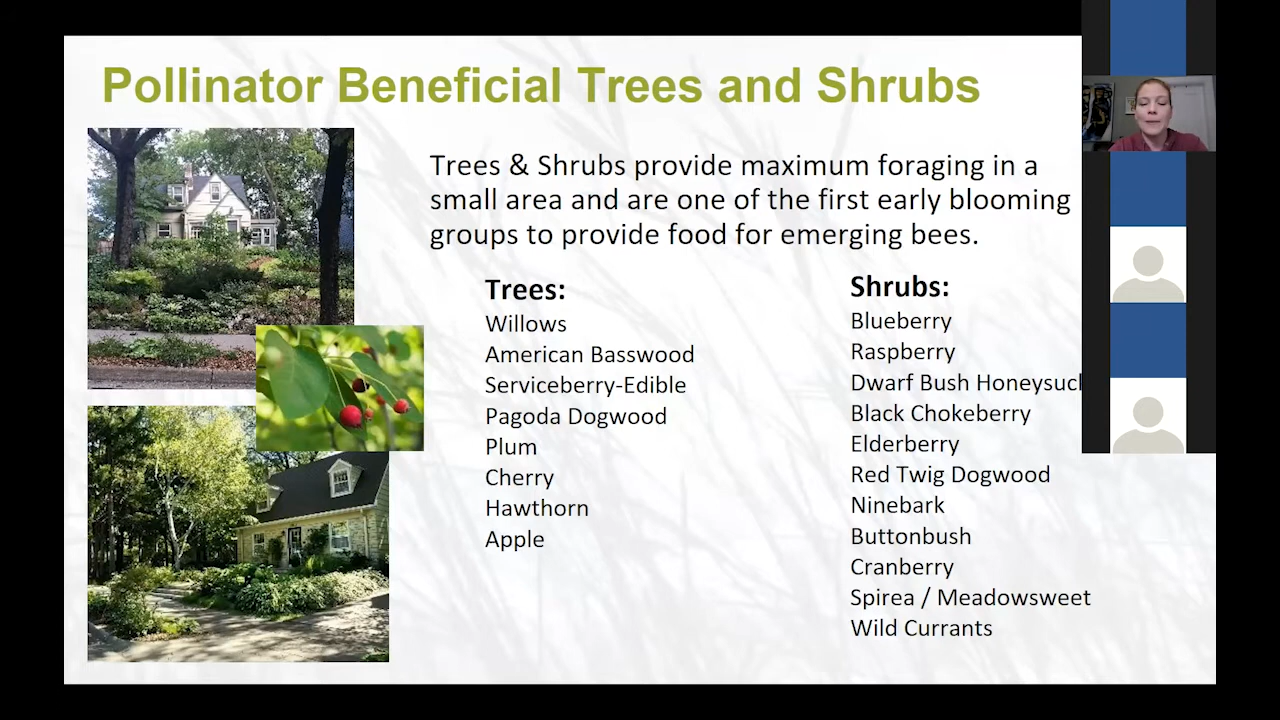 Pollinator Beneficial Trees and Shrubs
Trees & Shrubs provide maximum foraging in a
small area and are one of the first early blooming
groups to provide food for emerging bees.
Trees:
Willows
American Basswood
Serviceberry-Edible
Pagoda Dogwood
Plum
Cherry
Hawthorn
Apple
Shrubs:
Blueberry
Raspberry
Dwarf Bush
Black Chokeberry
Elderberry
Red Twig Dogwood
Ninebark
Buttonbush
Cranberry
Spirea / Meadowsweet
Wild Currants